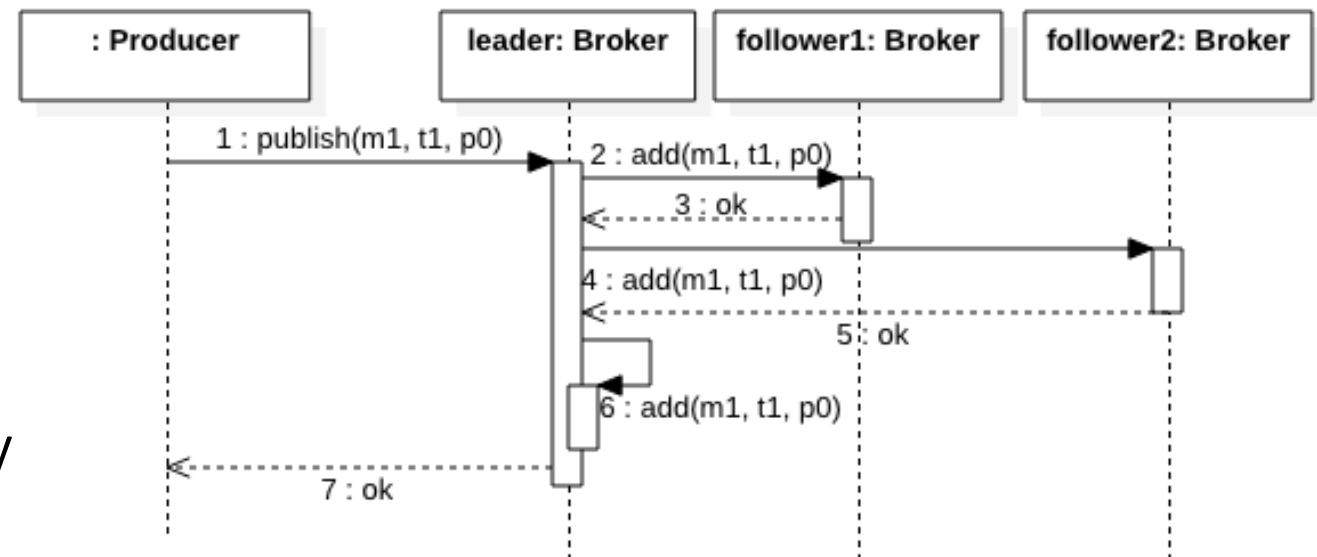 : Producer
leader: Broker
follower1: Broker
follower2: Broker
1 : publish(m1, t1, p0)
2 : add(m1, t1, p0)
3 : ok
4 : add(m1, t1, p0)
5 : ok
6 : add(m1, t1, p0)
7 : ok